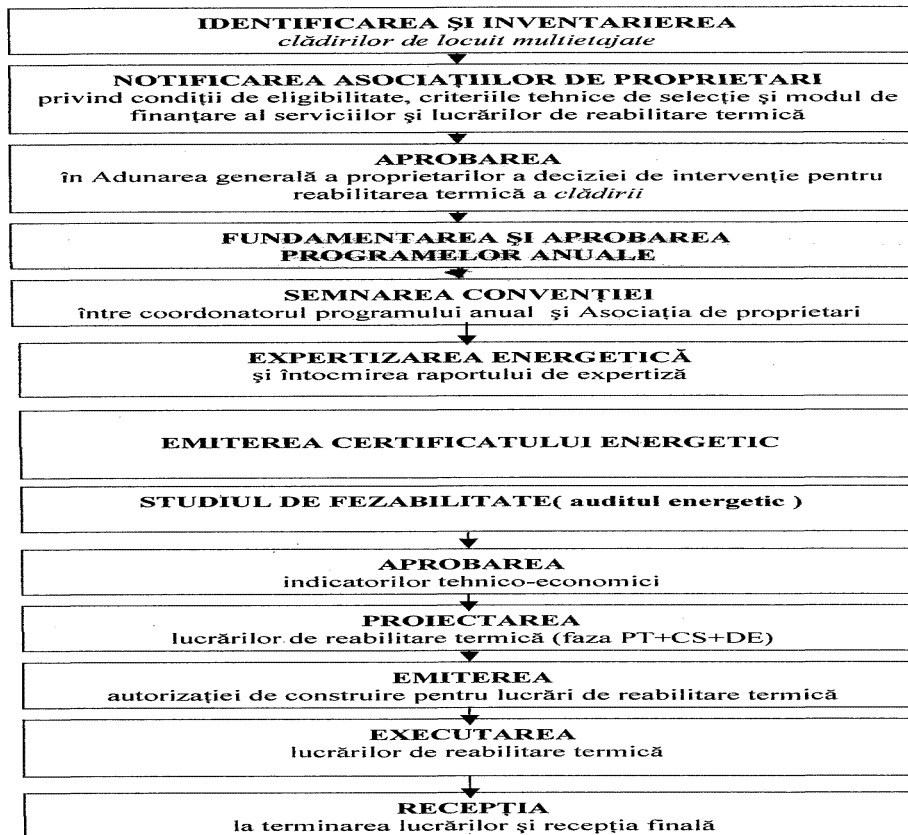 IDENTIFICAREA ŞI INVENTARIEREA
clădirilor de locuit multietajate
NOTIFICAREA ASOCIAŢIILOR DE PROPRIETARI
privind condiţii de eligibilitate, criteriile tehnice de selecţie şi modul de
finanţare al serviciilor şi lucrărilor de reabilitare termică
APROBAREA
în Adunarea generală a proprietarilor a deciziei de intervenţie pentru
reabilitarea termică a clădirii
FUNDAMENTAREA ŞI APROBAREA
PROGRAMELOR ANUALE
SEMNAREA CONVENŢIEI
între coordonatorul programului anual şi Asociaţia de proprietari
EXPERTIZAREA ENERGETICĂ
şi întocmirea raportului de expertiză
EMITEREA CERTIFICATULUI ENERGETIC
STUDIUL DE FEZABILITATE( auditul energetic )
APROBAREA
indicatorilor tehnico-economici
PROIECTAREA
lucrărilor de reabilitare termică (faza PT+CS+DE)
EMITEREA
autorizaţiei de construire pentru lucrări de reabilitare termică
EXECUTAREA
lucrărilor de reabilitare termică
RECEPŢIA
la terminarea lucrărilor şi recepţia finală